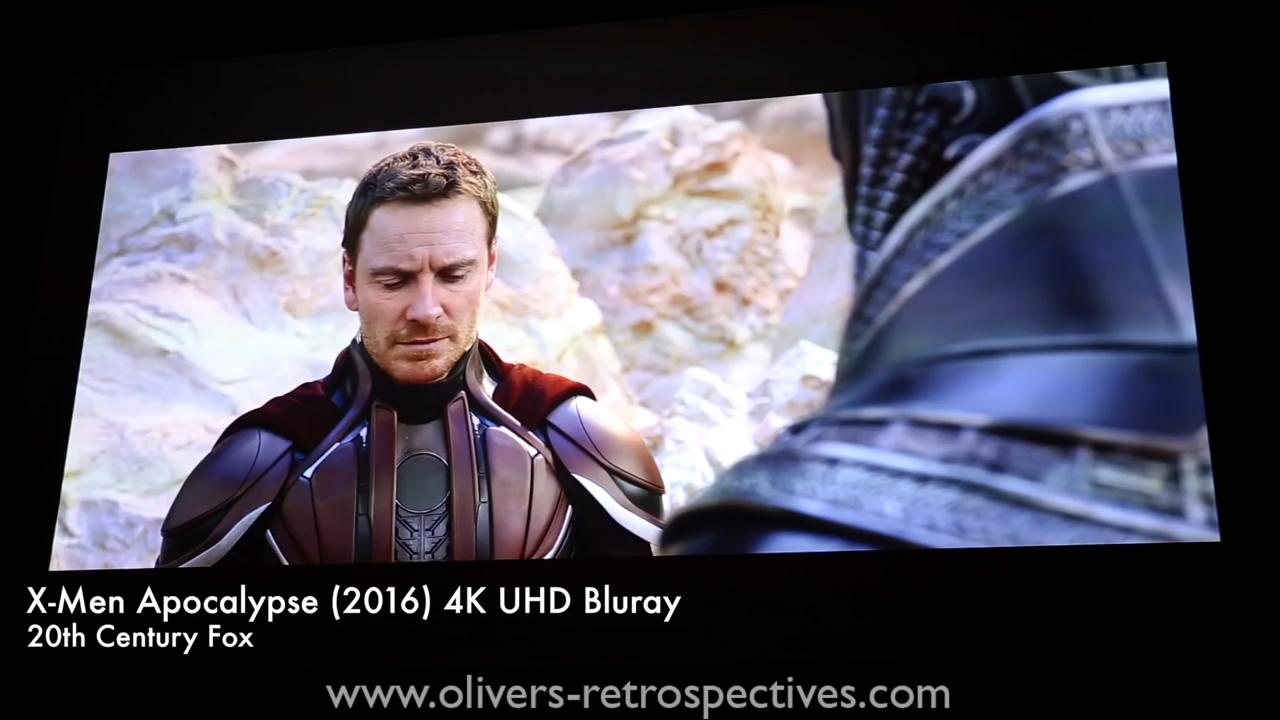 X-Men Apocalypse (2016) 4K UHD Bluray
20th Century Fox
www.olivers-retrospectives.com